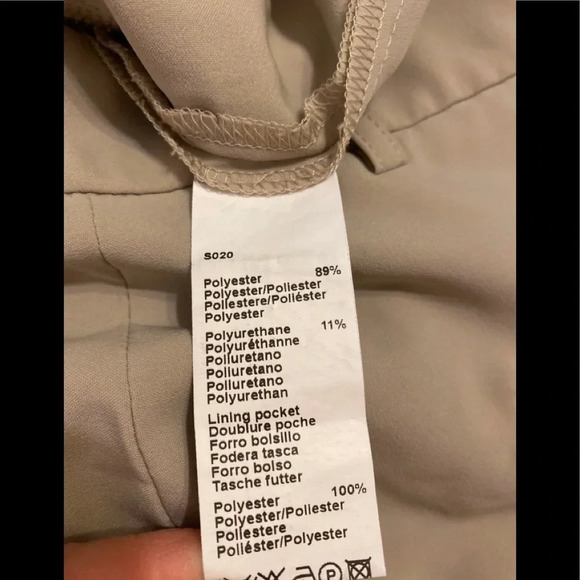 S020
Polyester 89%
Polyester/Poliester
Poliestere/Poliéster
Polyester
Polyurethane 11%
Polyuréthanne
Poliuretano
Poliuretano
Poliuretano
Polyurethan
Lining pocket
Doublure poche
Forro bolsillo
Fodera tasca
Forro bolso
Tasche futter
Polyester 100%
Polyester/Poliester
Poliestere
Poliéster/Polyester